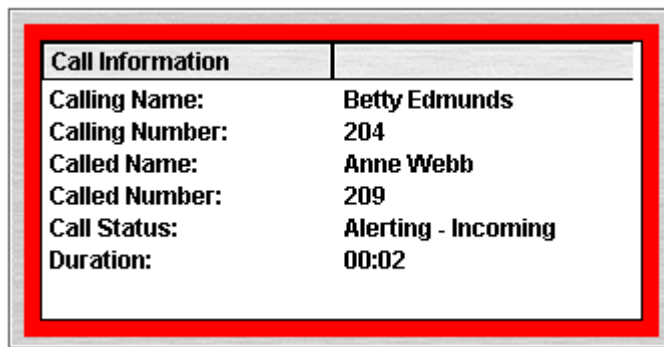 Call Information
Calling Name: Betty Edmunds
Calling Number: 204
Called Name: Anne Webb
Called Number: 209
Call Status: Alerting - Incoming
Duration: 00:02